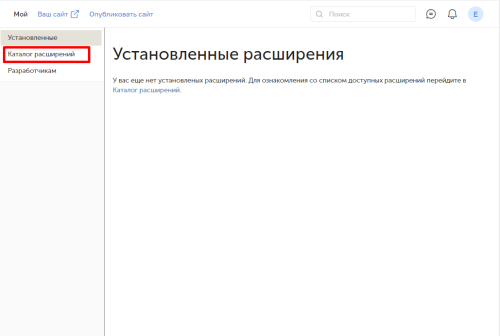 Мой Ваш сайт Опубликовать сайт Поиск E
Установленные
Каталог расширений
Разработчикам
Установленные расширения
У вас еще нет установленых расширений. Для ознакомления со списком доступных расширений перейдите в
Каталог расширений.